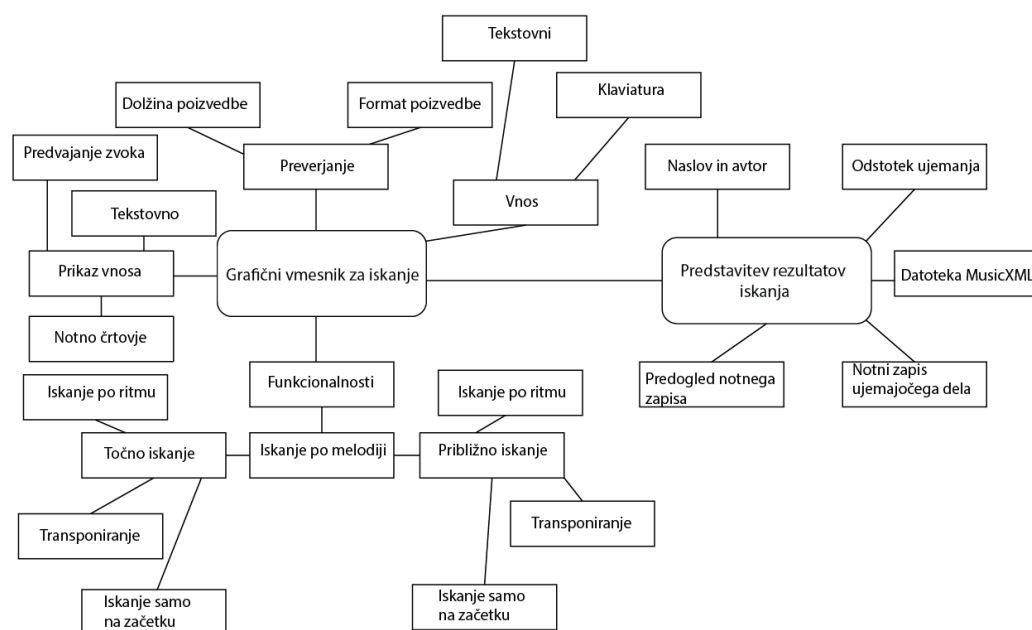 Tekstovni
Klaviatura
Dolžina poizvedbe
Format poizvedbe
Predvajanje zvoka
Preverjanje
Naslov in avtor
Odstotek ujemanja
Vnos
Tekstovno
Prikaz vnosa
Grafični vmesnik za iskanje
Predstavitev rezultatov
iskanja
Datoteka MusicXML
Notno črtovje
Funkcionalnosti
Predogled notnega
zapisa
Notni zapis
ujemajočega dela
Iskanje po ritmu
Iskanje po ritmu
Točno iskanje
Iskanje po melodiji
Približno iskanje
Transponiranje
Transponiranje
Iskanje samo
na začetku
Iskanje samo
na začetku